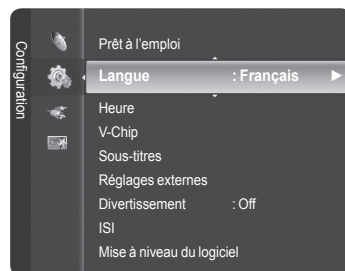 Configuration
Prêt à l'emploi
Langue : Français
Heure
V-Chip
Sous-titres
Réglages externes
Divertissement : Off
ISI
Mise à niveau du logiciel